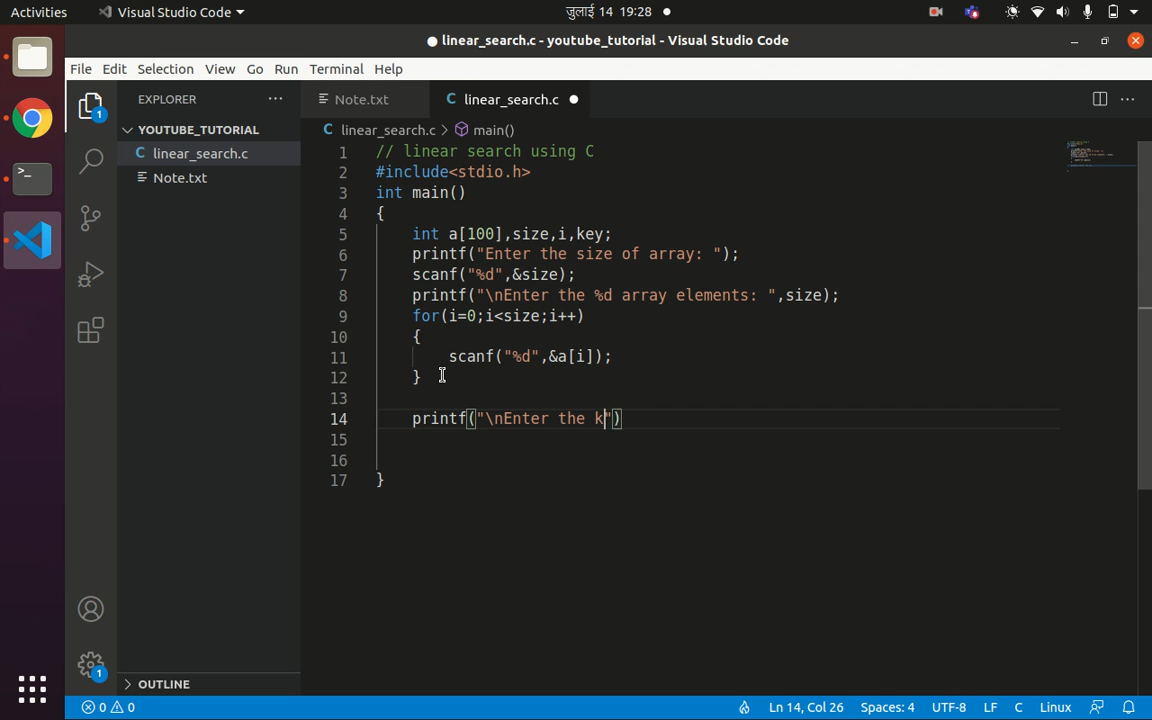 Activities Visual Studio Code जुलाई 14 19:28
linear_search.c - youtube_tutorial - Visual Studio Code
File Edit Selection View Go Run Terminal Help
EXPLORER
Note.txt
linear_search.c
1
YOUTUBE_TUTORIAL
C linear_search.c
Note.txt
C linear_search.c > main()
1 // linear search using C
2 #include<stdio.h>
3 int main()
4 {
5 int a[100],size,i,key;
6 printf("Enter the size of array: ");
7 scanf("%d",&size);
8 printf("\nEnter the %d array elements: ",size);
9 for(i=0;i<size;i++)
10 {
11 scanf("%d",&a[i]);
12 }
13
14 printf("\nEnter the k")
15
16
17 }
OUTLINE
1
0 0 Ln 14, Col 26 Spaces: 4 UTF-8 LF C Linux